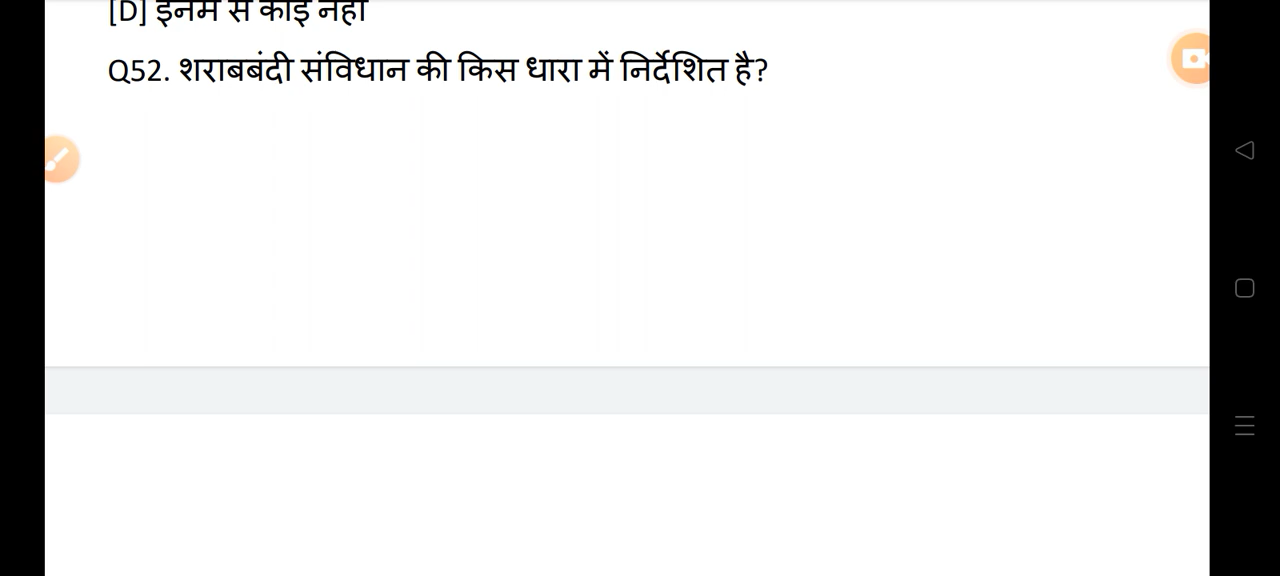 [D] इनमें से कोई नहीं
Q52. शराबबंदी संविधान की किस धारा में निर्देशित है?